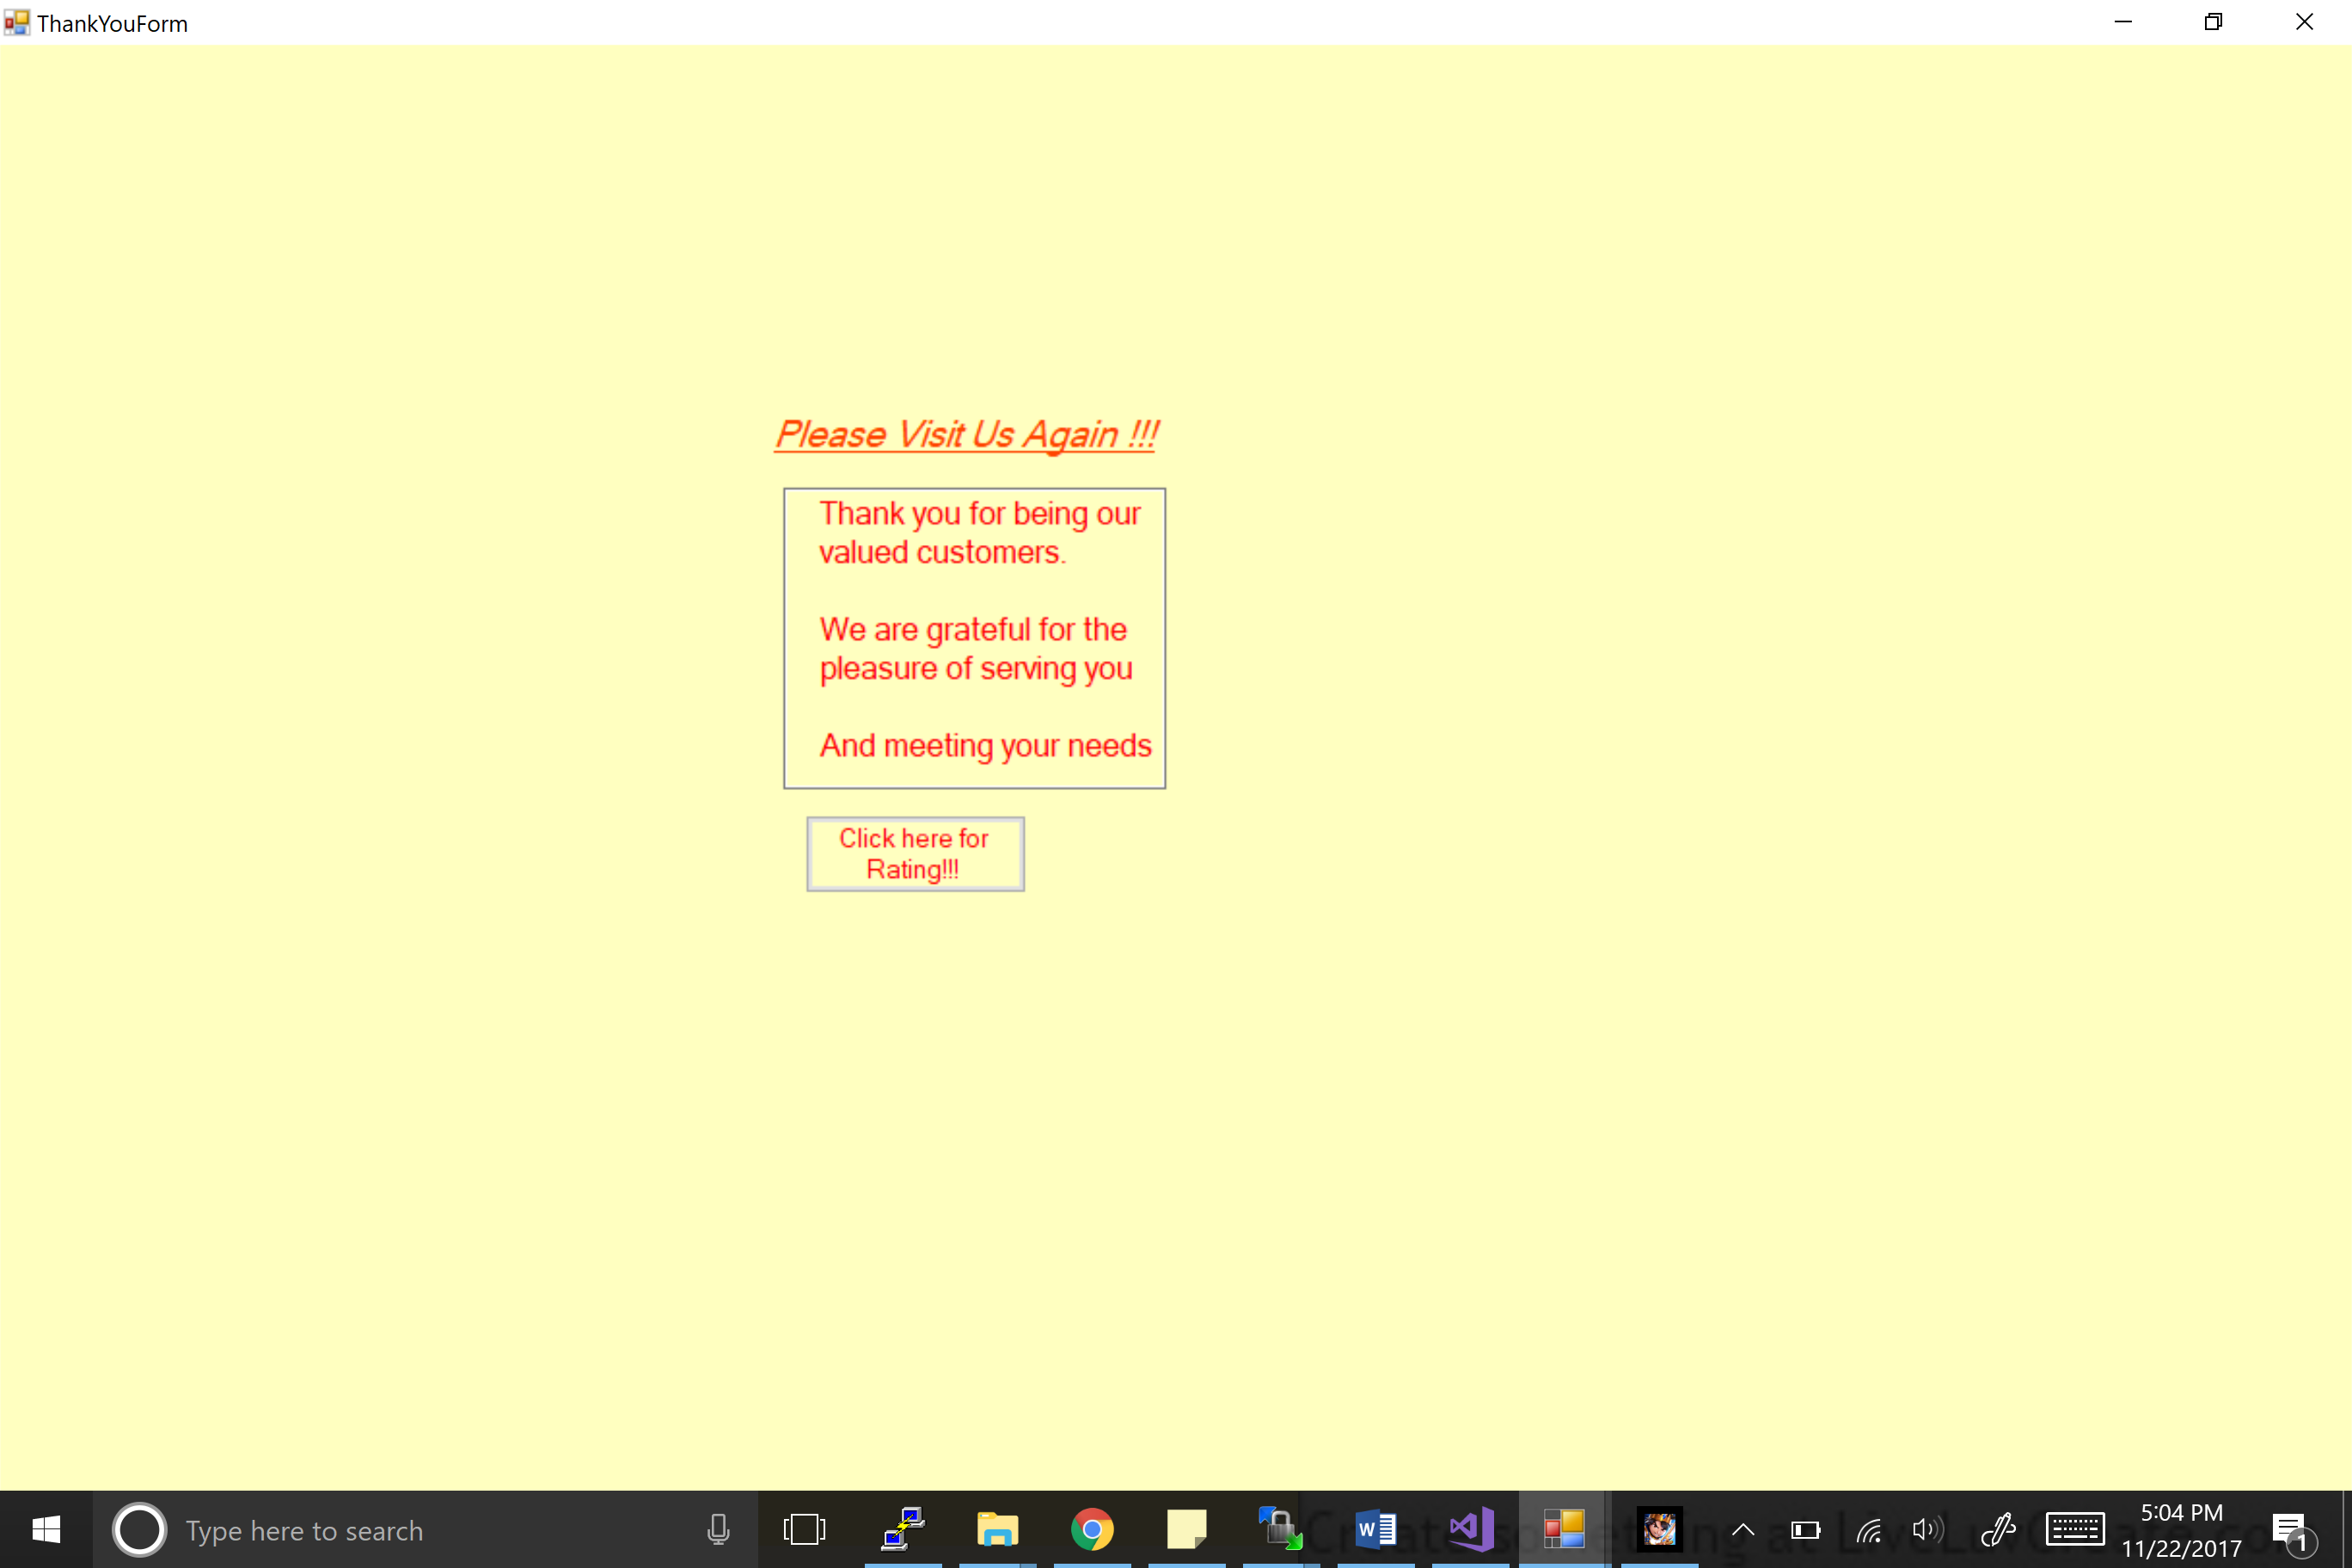 ThankYouForm
Please Visit Us Again !!!
Thank you for being our
valued customers.
We are grateful for the
pleasure of serving you
And meeting your needs
Click here for
Rating!!!
Type here to search
5:04 PM
11/22/2017
1